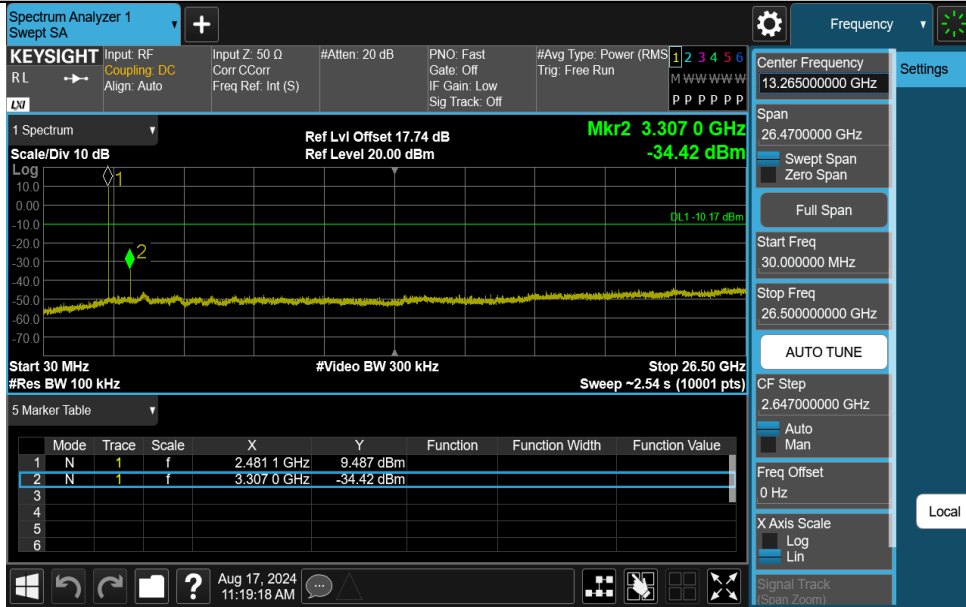 Spectrum Analyzer 1
Swept SA
+
Frequency
KEYSIGHT
RL
LXI
Input: RF
Coupling: DC
Align: Auto
Input Z: 50 Ω
Corr CCorr
Freq Ref: Int (S)
#Atten: 20 dB
PNO: Fast
Gate: Off
IF Gain: Low
Sig Track: Off
#Avg Type: Power (RMS
Trig: Free Run
1 2 3 4 5 6
M W W W W W
P P P P P P
1 Spectrum
Scale/Div 10 dB
Ref Lvl Offset 17.74 dB
Ref Level 20.00 dBm
Mkr2 3.307 0 GHz
-34.42 dBm
Log
10.0
0.00
-10.0
-20.0
-30.0
-40.0
-50.0
-60.0
-70.0
1
2
DL1 -10.17 dBm
Start 30 MHz
#Video BW 300 kHz
Stop 26.50 GHz
#Res BW 100 kHz
Sweep ~2.54 s (10001 pts)
5 Marker Table
Mode Trace Scale X Y Function Function Width Function Value
1 N 1 f 2.481 1 GHz 9.487 dBm
2 N 1 f 3.307 0 GHz -34.42 dBm
3
4
5
6
Aug 17, 2024
11:19:18 AM
?
Center Frequency
13.265000000 GHz
Span
26.4700000 GHz
Swept Span
Zero Span
Full Span
Start Freq
30.000000 MHz
Stop Freq
26.500000000 GHz
AUTO TUNE
CF Step
2.647000000 GHz
Auto
Man
Freq Offset
0 Hz
X Axis Scale
Log
Lin
Signal Track
(Span Zoom)
Settings
Local